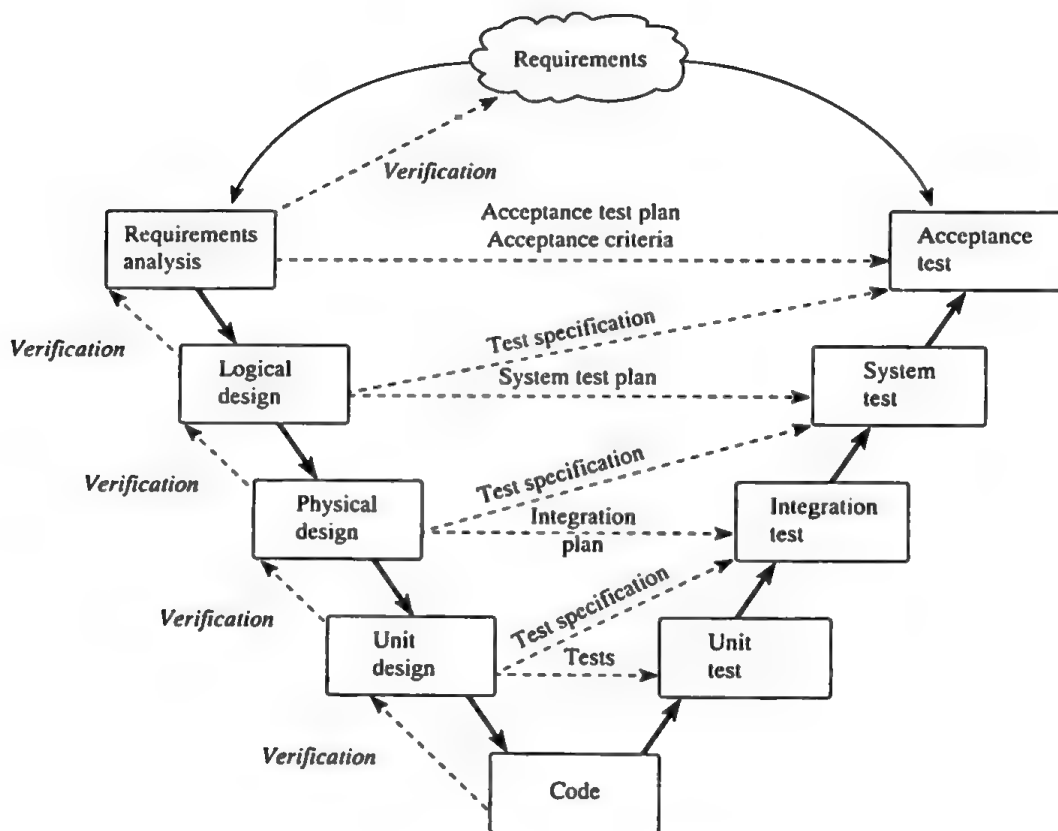 Requirements
Verification
Acceptance test plan
Acceptance criteria
Requirements
analysis
Acceptance
test
Verification
Test specification
Logical
design
System test plan
System
test
Verification
Test specification
Physical
design
Integration
plan
Integration
test
Verification
Test specification
Unit
design
Tests
Unit
test
Verification
Code